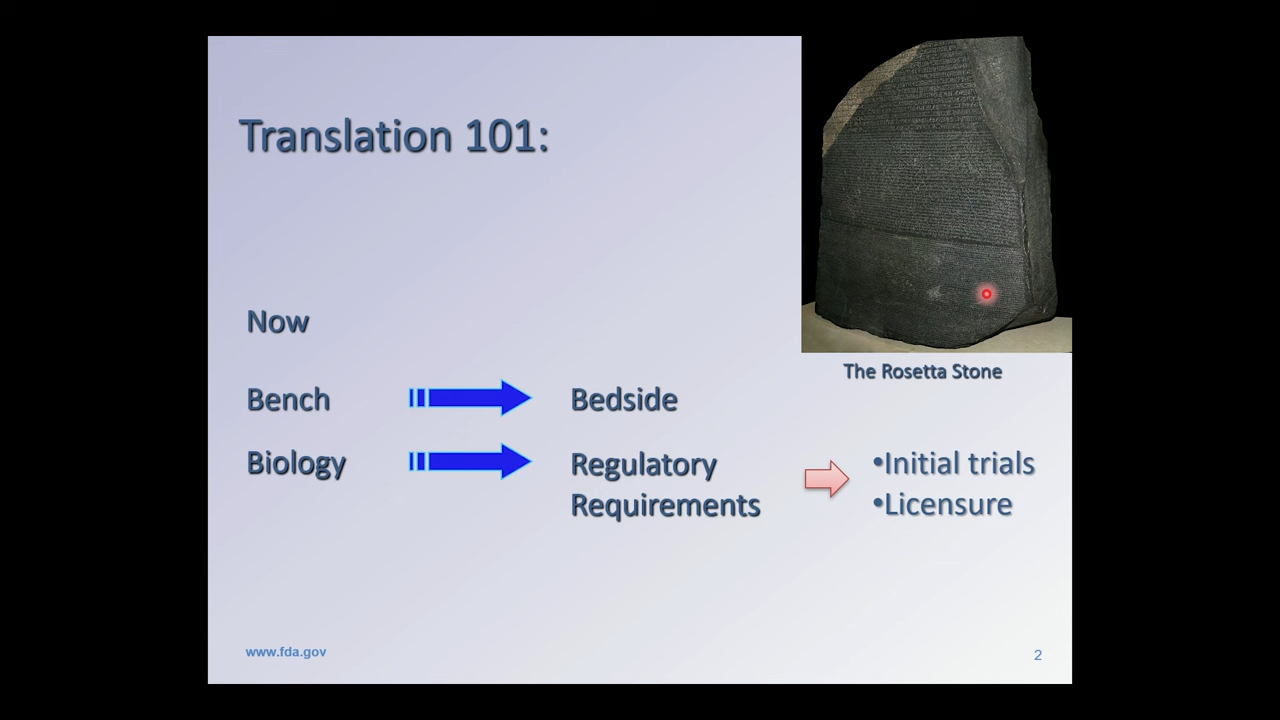 Translation 101:
The Rosetta Stone
Now
Bench
Bedside
Biology
Regulatory
Requirements
•Initial trials
•Licensure
www.fda.gov
2